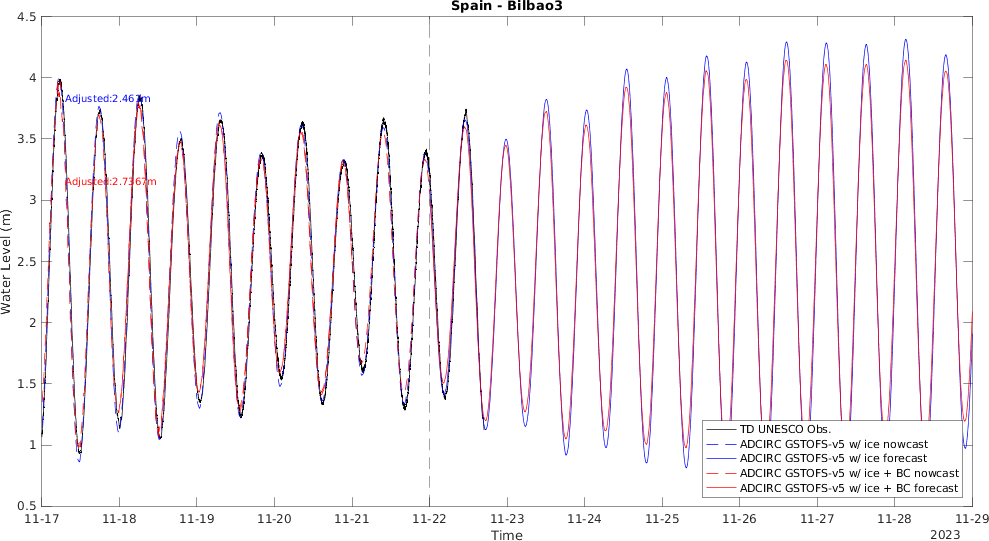 Spain - Bilbao3
4.5
4
3.5
3
2.5
2
1.5
1
0.5
Water Level (m)
Adjusted:2.467m
Adjusted:2.7367m
TD UNESCO Obs.
ADCIRC GSTOFS-v5 w/ ice nowcast
ADCIRC GSTOFS-v5 w/ ice forecast
ADCIRC GSTOFS-v5 w/ ice + BC nowcast
ADCIRC GSTOFS-v5 w/ ice + BC forecast
11-17 11-18 11-19 11-20 11-21 11-22 11-23 11-24 11-25 11-26 11-27 11-28 11-29
Time
2023